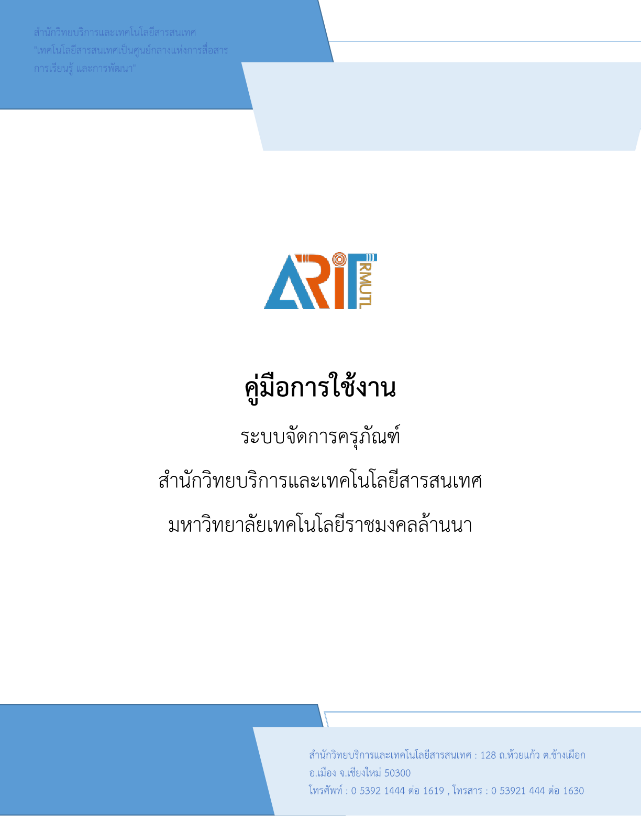 สำนักวิทยบริการและเทคโนโลยีสารสนเทศ
"เทคโนโลยีสารสนเทศเป็นศูนย์กลางแห่งการสื่อสาร
การเรียนรู้ และการพัฒนา"
ARIT
RMUTL
คู่มือการใช้งาน
ระบบจัดการครุภัณฑ์
สำนักวิทยบริการและเทคโนโลยีสารสนเทศ
มหาวิทยาลัยเทคโนโลยีราชมงคลล้านนา
สำนักวิทยบริการและเทคโนโลยีสารสนเทศ : 128 ถ.ห้วยแก้ว ต.ช้างเผือก
อ.เมือง จ.เชียงใหม่ 50300
โทรศัพท์ : 0 5392 1444 ต่อ 1619 , โทรสาร : 0 53921 444 ต่อ 1630